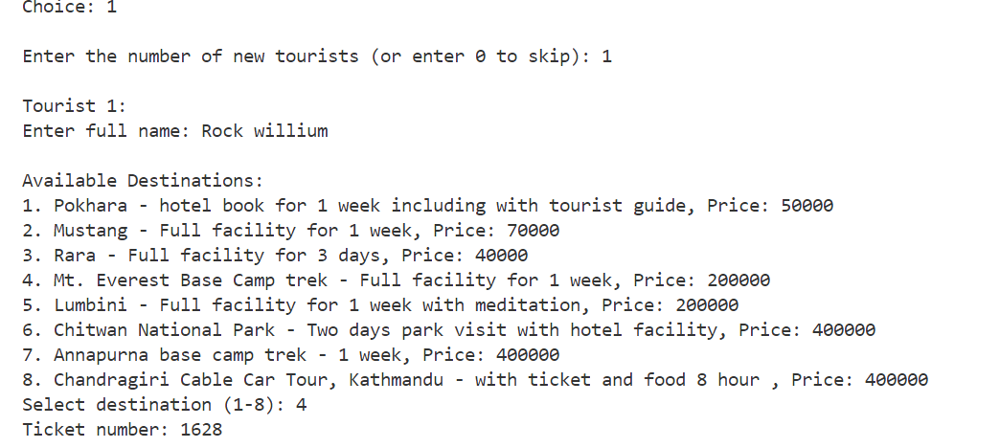 Choice: 1
Enter the number of new tourists (or enter 0 to skip): 1
Tourist 1:
Enter full name: Rock willium
Available Destinations:
1. Pokhara - hotel book for 1 week including with tourist guide, Price: 50000
2. Mustang - Full facility for 1 week, Price: 70000
3. Rara - Full facility for 3 days, Price: 40000
4. Mt. Everest Base Camp trek - Full facility for 1 week, Price: 200000
5. Lumbini - Full facility for 1 week with meditation, Price: 200000
6. Chitwan National Park - Two days park visit with hotel facility, Price: 400000
7. Annapurna base camp trek - 1 week, Price: 400000
8. Chandragiri Cable Car Tour, Kathmandu - with ticket and food 8 hour , Price: 400000
Select destination (1-8): 4
Ticket number: 1628